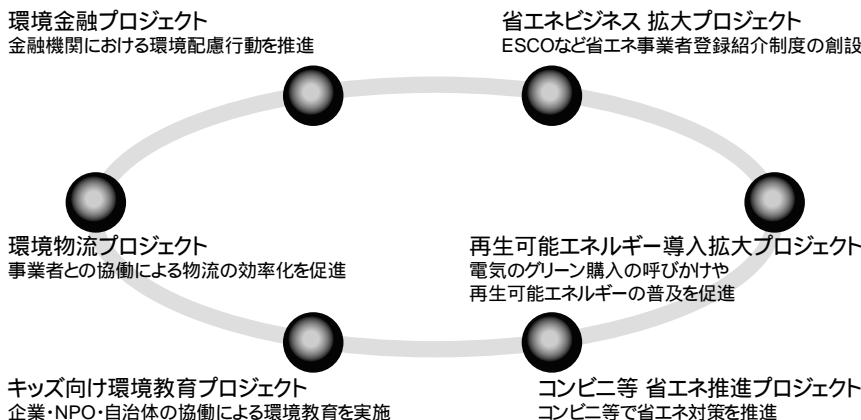 環境金融プロジェクト
金融機関における環境配慮行動を推進
省エネビジネス 拡大プロジェクト
ESCOなど省エネ事業者登録紹介制度の創設
環境物流プロジェクト
事業者との協働による物流の効率化を促進
再生可能エネルギー導入拡大プロジェクト
電気のグリーン購入の呼びかけや
再生可能エネルギーの普及を促進
キッズ向け環境教育プロジェクト
企業・NPO・自治体の協働による環境教育を実施
コンビニ等 省エネ推進プロジェクト
コンビニ等で省エネ対策を推進